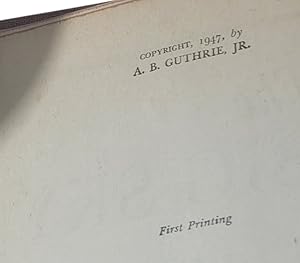 COPYRIGHT, 1947, by
A. B. GUTHRIE, JR.
First Printing